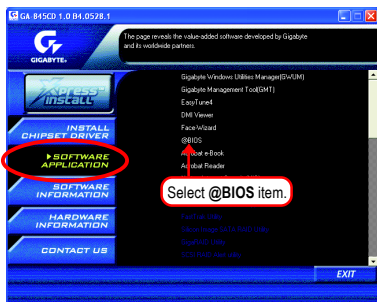 GA-845CD 1.0 B4.0528.1
GIGABYTE
The page reveals the value-added software developed by Gigabyte
and its worldwide partners.
Xpress
INSTALL
INSTALL
CHIPSET DRIVER
SOFTWARE
APPLICATION
SOFTWARE
INFORMATION
HARDWARE
INFORMATION
CONTACT US
Gigabyte Windows Utilities Manager(GWUM)
Gigabyte Management Tool(GMT)
EasyTune4
DMI Viewer
Face-Wizard
@BIOS
Acrobat e-Book
Acrobat Reader
Select @BIOS item.
EXIT